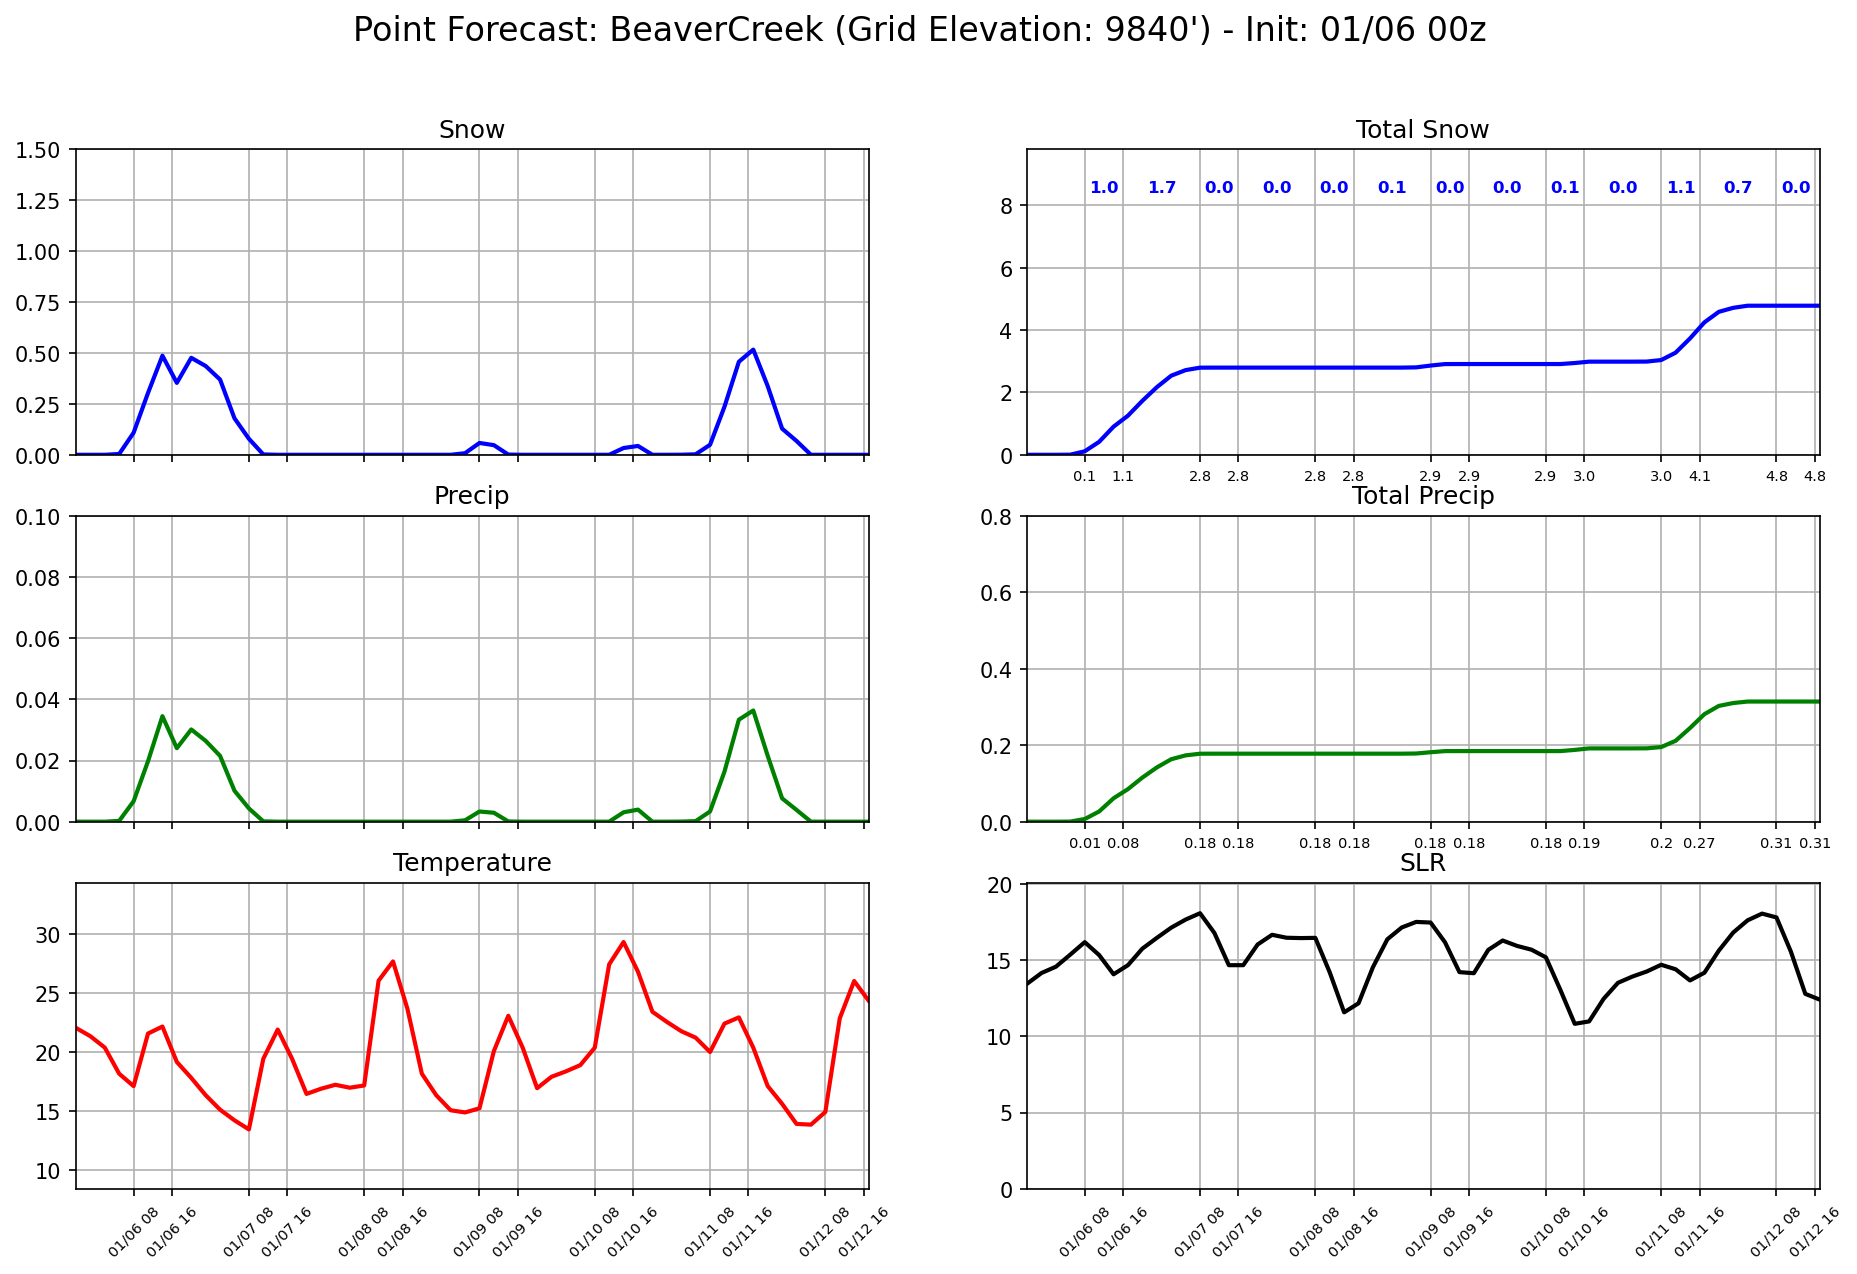 Point Forecast: BeaverCreek (Grid Elevation: 9840') - Init: 01/06 00z
Snow
1.50
1.25
1.00
0.75
0.50
0.25
0.00
Total Snow
1.0 1.7 0.0 0.0 0.0 0.1 0.0 0.0 0.1 0.0 1.1 0.7 0.0
8
6
4
2
0
0.1 1.1 2.8 2.8 2.8 2.8 2.9 2.9 2.9 3.0 3.0 4.1 4.8 4.8
Precip
0.10
0.08
0.06
0.04
0.02
0.00
Total Precip
0.8
0.6
0.4
0.2
0.0
0.01 0.08 0.18 0.18 0.18 0.18 0.18 0.18 0.18 0.19 0.2 0.27 0.31 0.31
Temperature
30
25
20
15
10
01/06 08 01/06 16 01/07 08 01/07 16 01/08 08 01/08 16 01/09 08 01/09 16 01/10 08 01/10 16 01/11 08 01/11 16 01/12 08 01/12 16
SLR
20
15
10
5
0
01/06 08 01/06 16 01/07 08 01/07 16 01/08 08 01/08 16 01/09 08 01/09 16 01/10 08 01/10 16 01/11 08 01/11 16 01/12 08 01/12 16